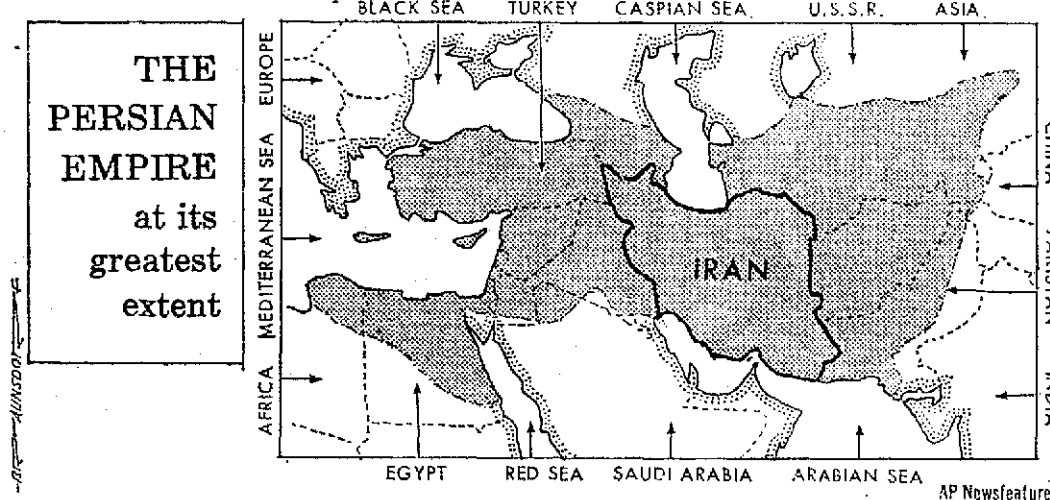 THE
PERSIAN
EMPIRE
at its
greatest
extent
BLACK SEA TURKEY CASPIAN SEA U.S.S.R. ASIA
EUROPE
MEDITERRANEAN SEA
AFRICA
IRAN
EGYPT RED SEA SAUDI ARABIA ARABIAN SEA
AP Newsfeature